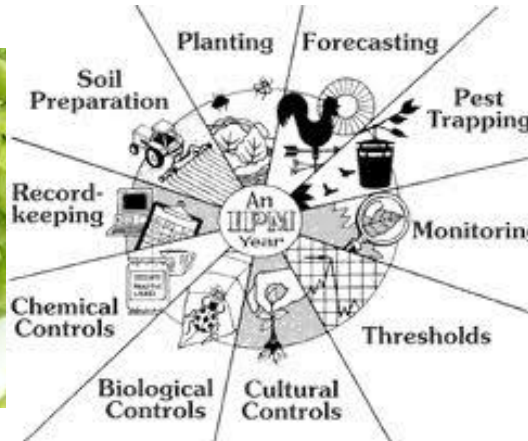 Planting
Forecasting
Pest
Trapping
Monitoring
Thresholds
Cultural
Controls
Biological
Controls
Chemical
Controls
Record-
keeping
Soil
Preparation
An
IPM
Year